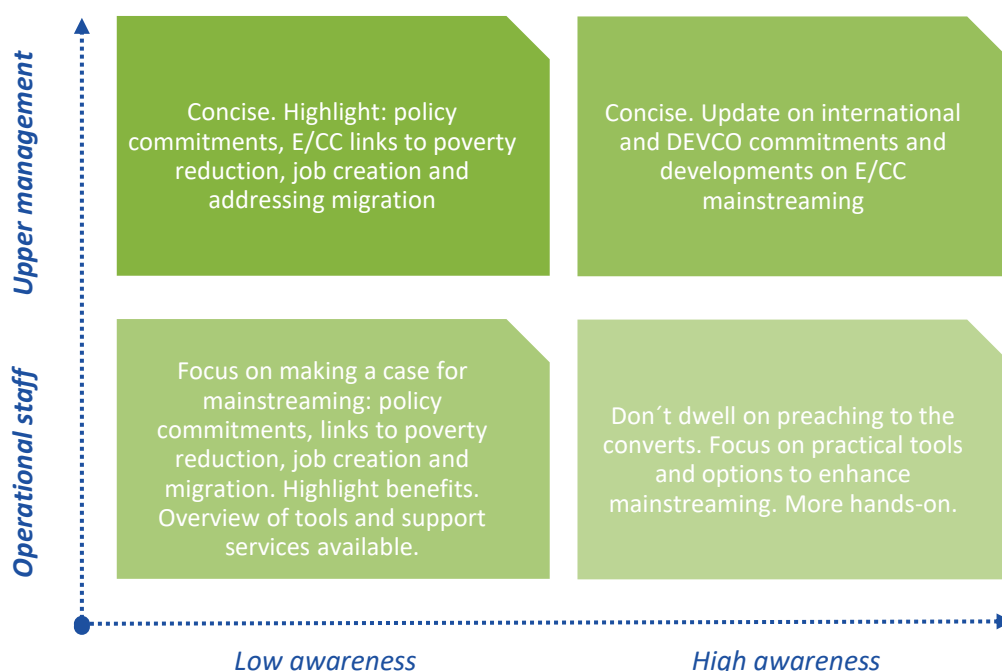 Upper management
Concise. Highlight: policy
commitments, E/CC links to poverty
reduction, job creation and
addressing migration
Concise. Update on international
and DEVCO commitments and
developments on E/CC
mainstreaming
Operational staff
Focus on making a case for
mainstreaming: policy
commitments, links to poverty
reduction, job creation and
migration. Highlight benefits.
Overview of tools and support
services available.
Don´t dwell on preaching to the
converts. Focus on practical tools
and options to enhance
mainstreaming. More hands-on.
Low awareness
High awareness